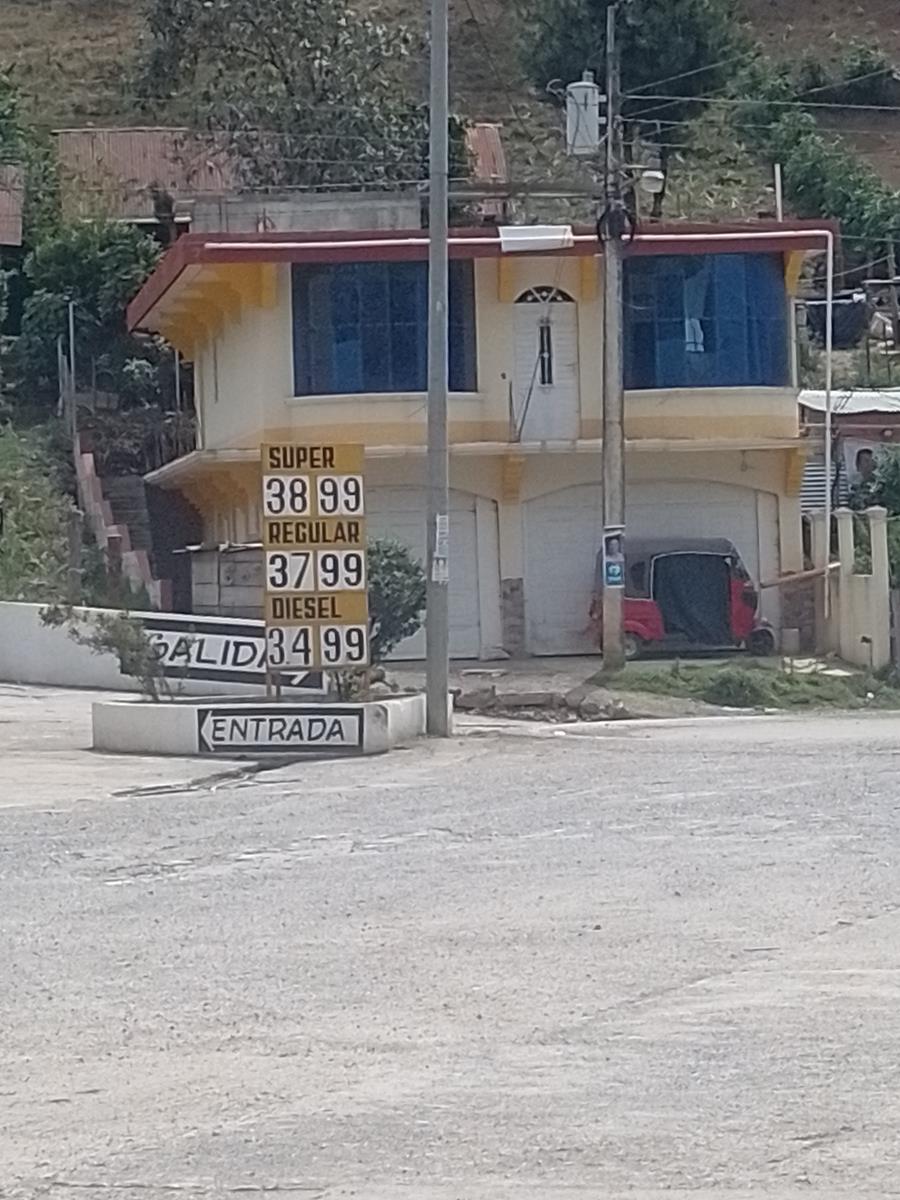 SUPER
38 99
REGULAR
37 99
DIESEL
34 99
SALIDA
ENTRADA